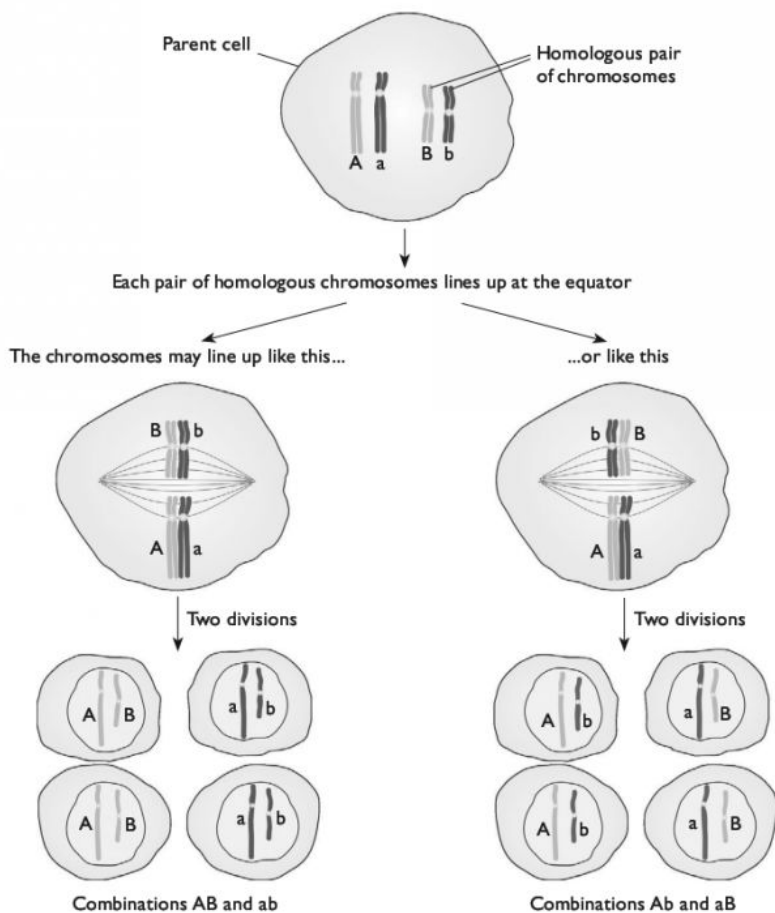 Parent cell
Homologous pair
of chromosomes
A a B b
Each pair of homologous chromosomes lines up at the equator
The chromosomes may line up like this...
...or like this
B b
b B
A a
A a
Two divisions
Two divisions
A B
a b
A b
a B
A B
a b
A b
a B
Combinations AB and ab
Combinations Ab and aB